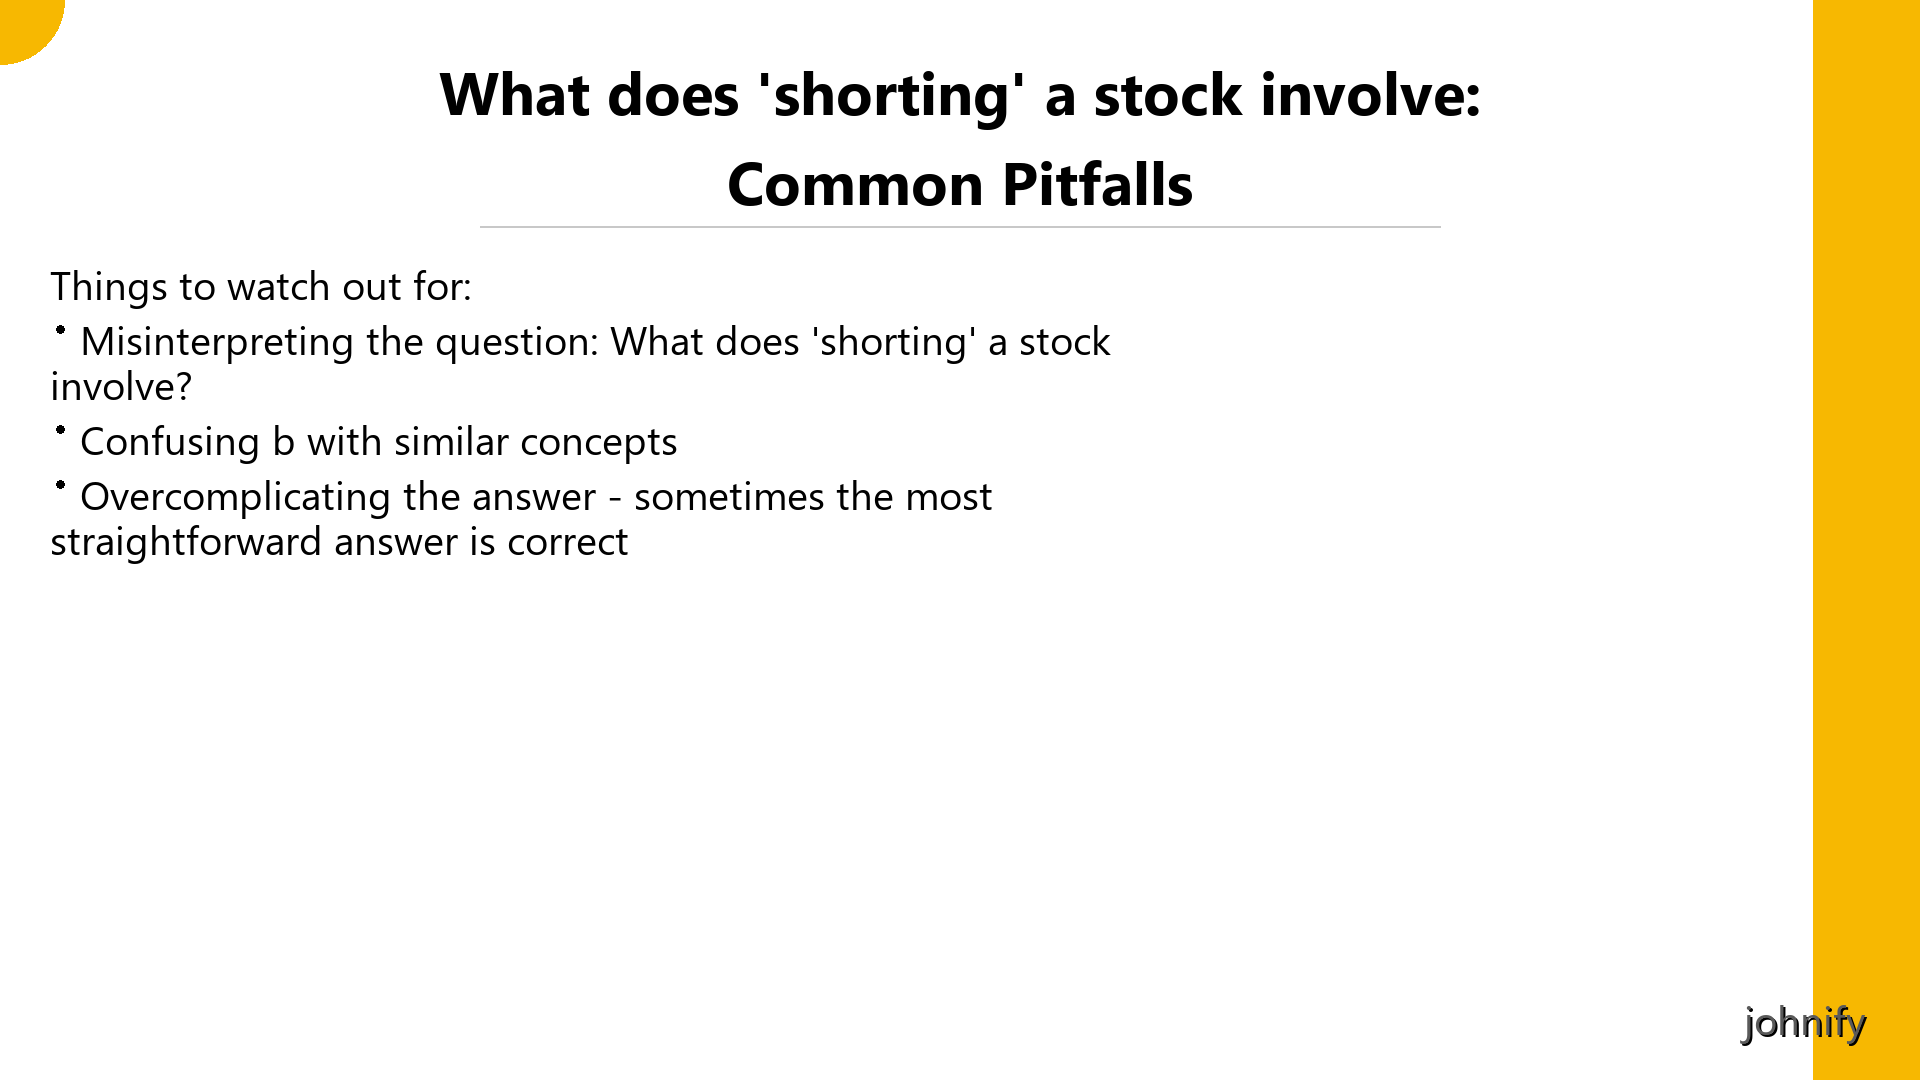 What does 'shorting' a stock involve:
Common Pitfalls
Things to watch out for:
• Misinterpreting the question: What does 'shorting' a stock
involve?
• Confusing b with similar concepts
• Overcomplicating the answer - sometimes the most
straightforward answer is correct
johnify